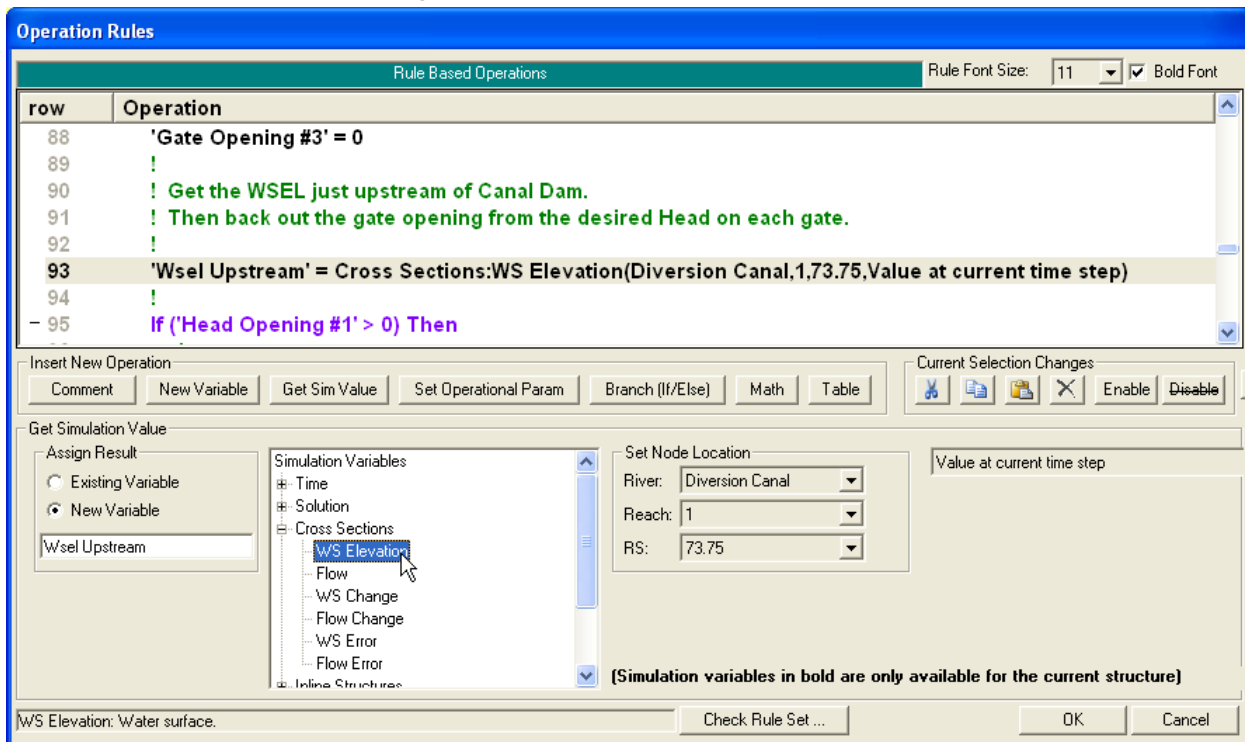 Operation Rules
Rule Based Operations Rule Font Size: 11 Bold Font
row Operation
88 'Gate Opening #3' = 0
89 !
90 ! Get the WSEL just upstream of Canal Dam.
91 ! Then back out the gate opening from the desired Head on each gate.
92 !
93 'Wsel Upstream' = Cross Sections:WS Elevation(Diversion Canal,1,73.75,Value at current time step)
94 !
95 If ('Head Opening #1' > 0) Then
Insert New Operation Current Selection Changes
Comment New Variable Get Sim Value Set Operational Param Branch (If/Else) Math Table Enable Disable
Get Simulation Value
Assign Result
Existing Variable
New Variable
Wsel Upstream
Simulation Variables
Time
Solution
Cross Sections
WS Elevation
Flow
WS Change
Flow Change
WS Error
Flow Error
Inline Structures
Set Node Location
River: Diversion Canal
Reach: 1
RS: 73.75
Value at current time step
(Simulation variables in bold are only available for the current structure)
WS Elevation: Water surface. Check Rule Set ... OK Cancel